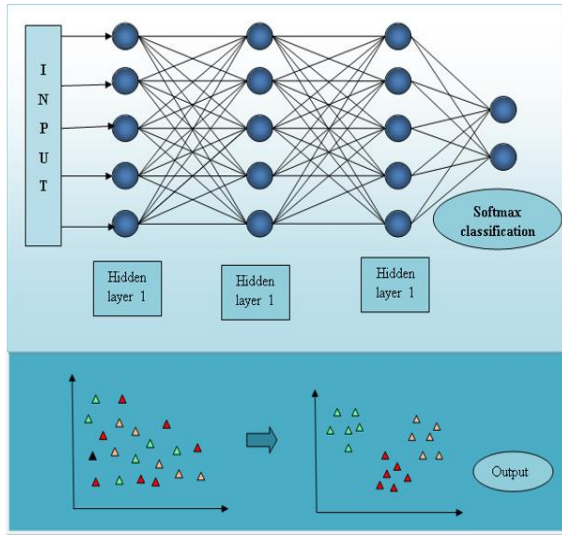 I
N
P
U
T
Softmax
classification
Hidden
layer 1
Hidden
layer 1
Hidden
layer 1
Output